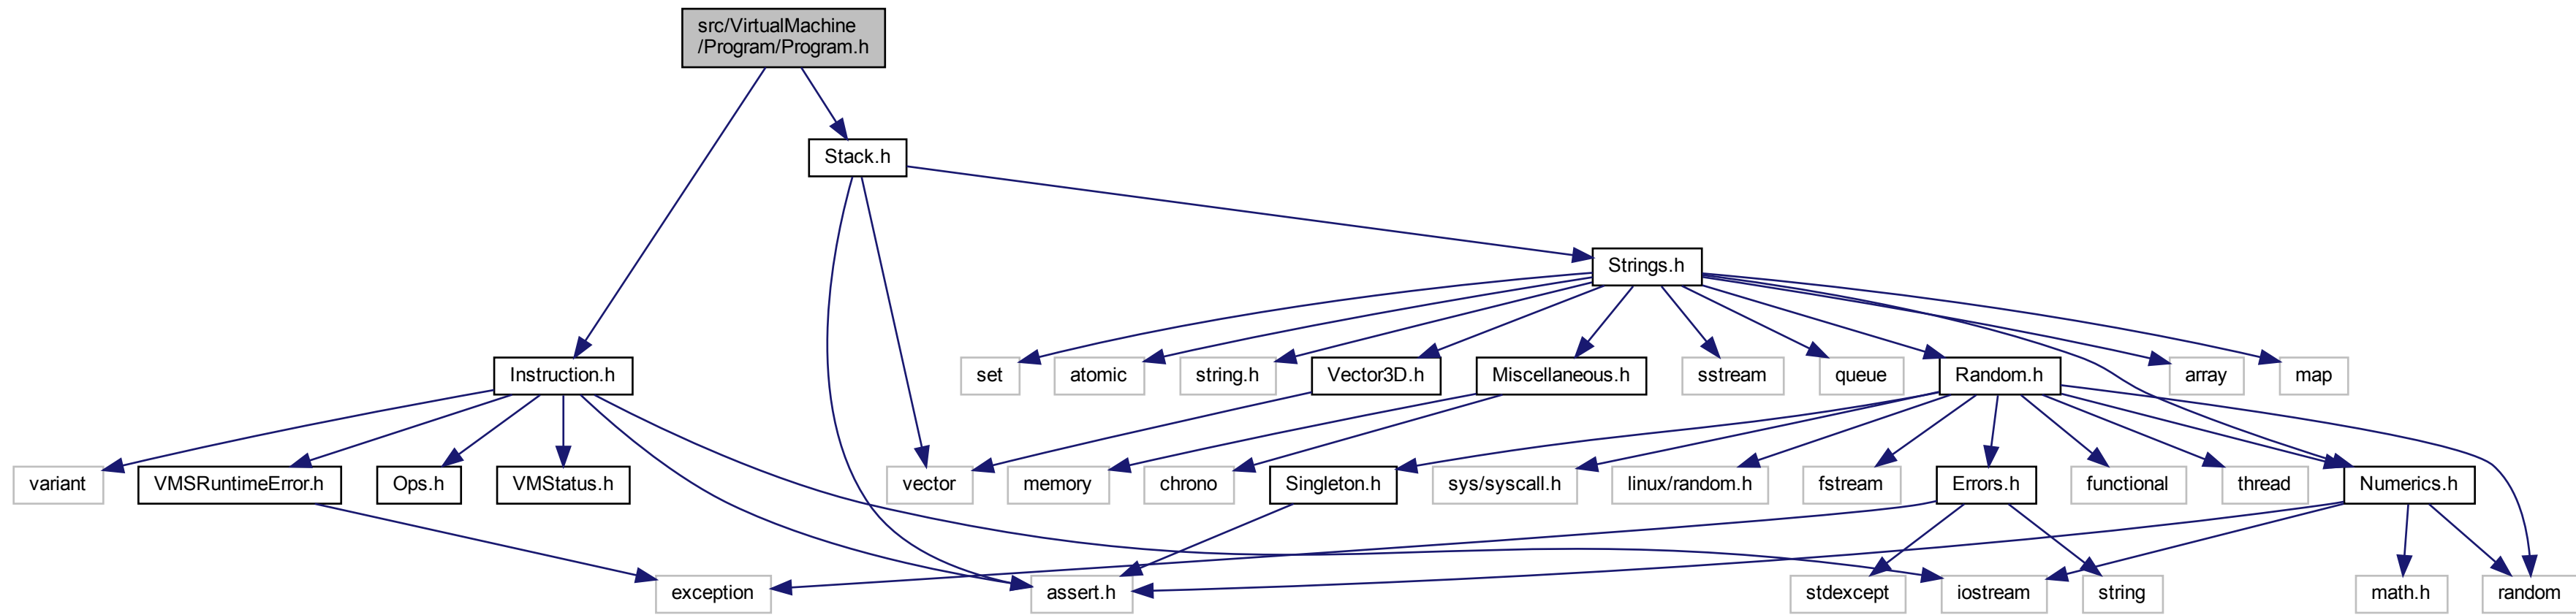 src/VirtualMachine
/Program/Program.h
Stack.h
Strings.h
Instruction.h
set
atomic
string.h
Vector3D.h
Miscellaneous.h
sstream
queue
Random.h
array
map
variant
VMSRuntimeError.h
Ops.h
VMStatus.h
vector
memory
chrono
Singleton.h
sys/syscall.h
linux/random.h
fstream
Errors.h
functional
thread
Numerics.h
exception
assert.h
stdexcept
iostream
string
math.h
random